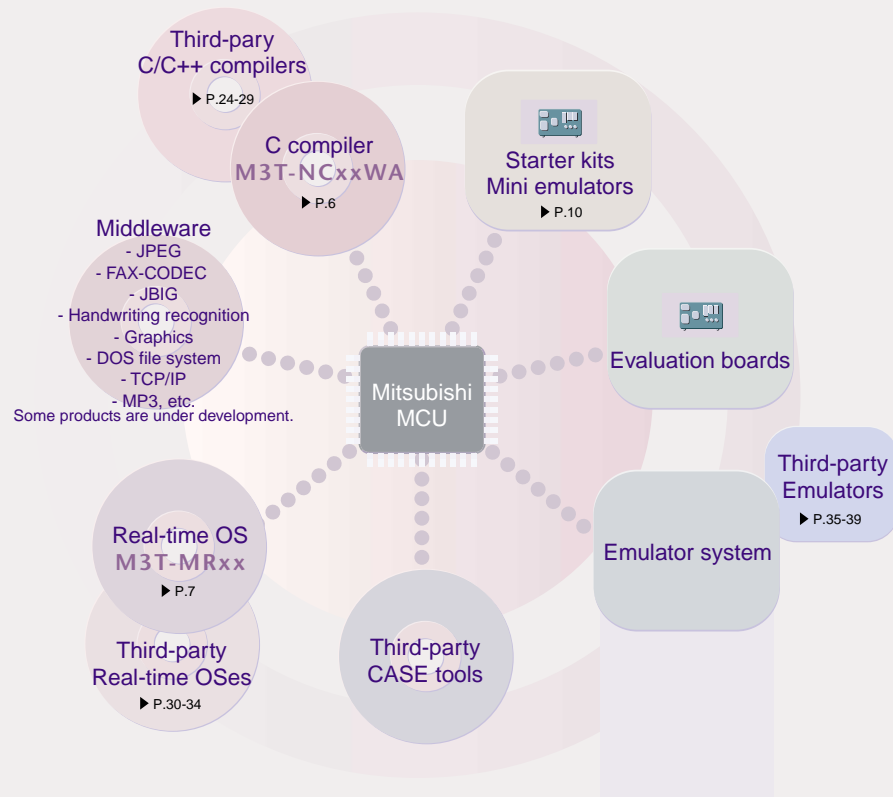 Third-pary
C/C++ compilers
▶ P.24-29
C compiler
M3T-NCxxWA
▶ P.6
Starter kits
Mini emulators
▶ P.10
Middleware
- JPEG
- FAX-CODEC
- JBIG
- Handwriting recognition
- Graphics
- DOS file system
- TCP/IP
- MP3, etc.
Some products are under development.
Evaluation boards
Mitsubishi
MCU
Third-party
Emulators
▶ P.35-39
Emulator system
Real-time OS
M3T-MRxx
▶ P.7
Third-party
Real-time OSes
▶ P.30-34
Third-party
CASE tools